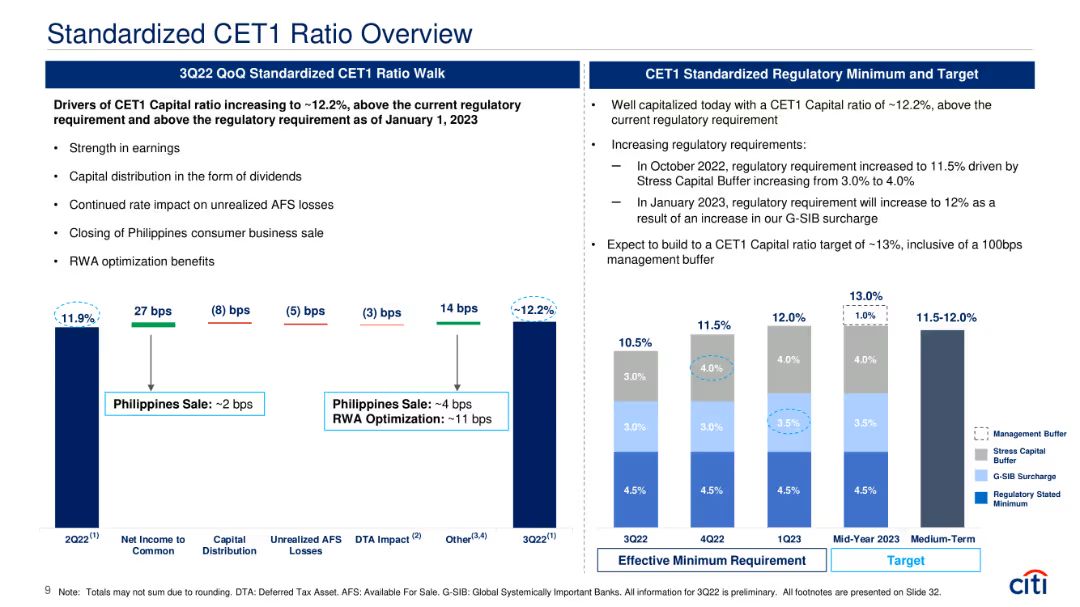 Standardized CET1 Ratio Overview
3Q22 QoQ Standardized CET1 Ratio Walk
Drivers of CET1 Capital ratio increasing to ~12.2%, above the current regulatory
requirement and above the regulatory requirement as of January 1, 2023
• Strength in earnings
• Capital distribution in the form of dividends
• Continued rate impact on unrealized AFS losses
• Closing of Philippines consumer business sale
• RWA optimization benefits
11.9%
27 bps
(8) bps
(5) bps
(3) bps
14 bps
~12.2%
Philippines Sale: ~2 bps
Philippines Sale: ~4 bps
RWA Optimization: ~11 bps
2Q22(1)
Net Income to
Common
Capital
Distribution
Unrealized AFS
Losses
DTA Impact (2)
Other(3,4)
3Q22(1)
CET1 Standardized Regulatory Minimum and Target
• Well capitalized today with a CET1 Capital ratio of ~12.2%, above the
current regulatory requirement
• Increasing regulatory requirements:
— In October 2022, regulatory requirement increased to 11.5% driven by
Stress Capital Buffer increasing from 3.0% to 4.0%
— In January 2023, regulatory requirement will increase to 12% as a
result of an increase in our G-SIB surcharge
• Expect to build to a CET1 Capital ratio target of ~13%, inclusive of a 100bps
management buffer
10.5%
3.0%
3.0%
4.5%
11.5%
4.0%
3.0%
4.5%
12.0%
4.0%
3.5%
4.5%
13.0%
1.0%
4.0%
3.5%
4.5%
11.5-12.0%
Management Buffer
Stress Capital
Buffer
G-SIB Surcharge
Regulatory Stated
Minimum
3Q22
4Q22
1Q23
Mid-Year 2023
Medium-Term
Effective Minimum Requirement
Target
9 Note: Totals may not sum due to rounding. DTA: Deferred Tax Asset. AFS: Available For Sale. G-SIB: Global Systemically Important Banks. All information for 3Q22 is preliminary. All footnotes are presented on Slide 32.
citi